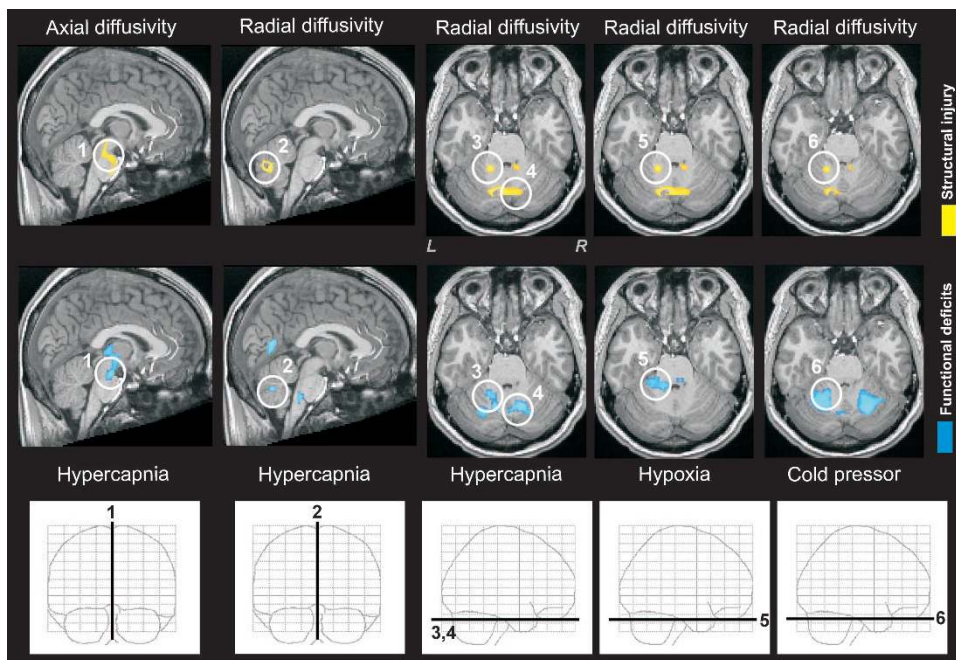 Axial diffusivity
Radial diffusivity
Radial diffusivity
Radial diffusivity
Radial diffusivity
1
2
3
4
5
6
L
R
Structural injury
1
2
3
4
5
6
Functional deficits
Hypercapnia
Hypercapnia
Hypercapnia
Hypoxia
Cold pressor
1
2
3,4
5
6